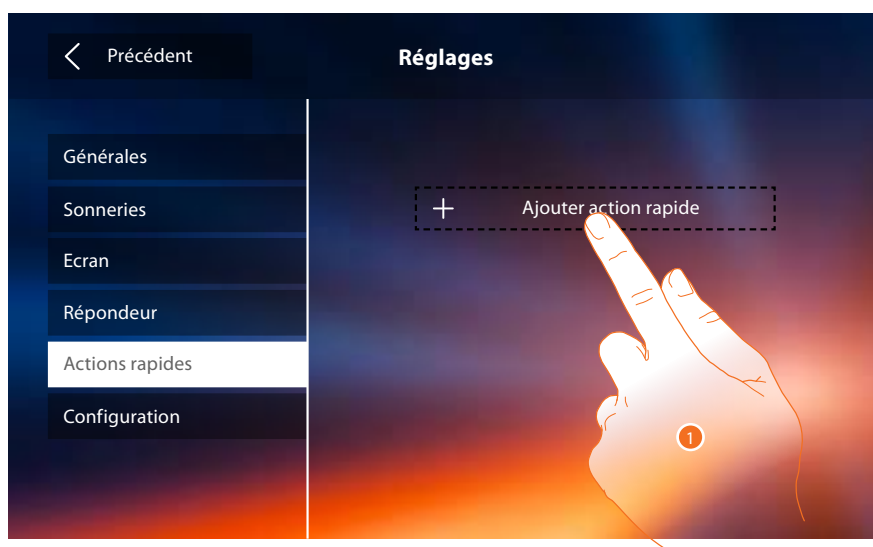 Précédent
Réglages
Générales
Sonneries
Ecran
Répondeur
Actions rapides
Configuration
+ Ajouter action rapide
1